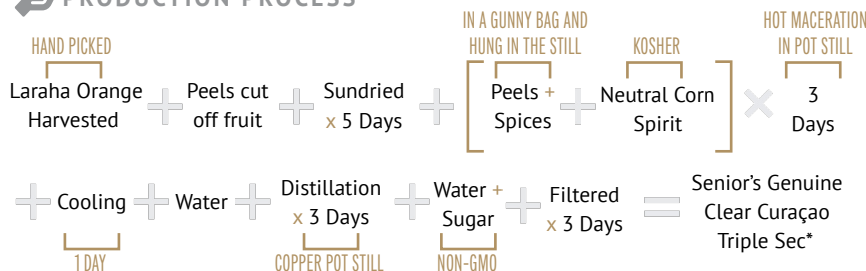 PRODUCTION PROCESS
IN A GUNNY BAG AND
HUNG IN THE STILL
HOT MACERATION
IN POT STILL
HAND PICKED
KOSHER
Laraha Orange
Harvested
+
Peels cut
off fruit
+
Sundried
x 5 Days
+
[
Peels +
Spices
+
Neutral Corn
Spirit
]
×
3
Days
+
Cooling
+
Water
+
Distillation
x 3 Days
+
Water +
Sugar
+
Filtered
x 3 Days
=
Senior's Genuine
Clear Curaçao
Triple Sec*
1 DAY
COPPER POT STILL
NON-GMO